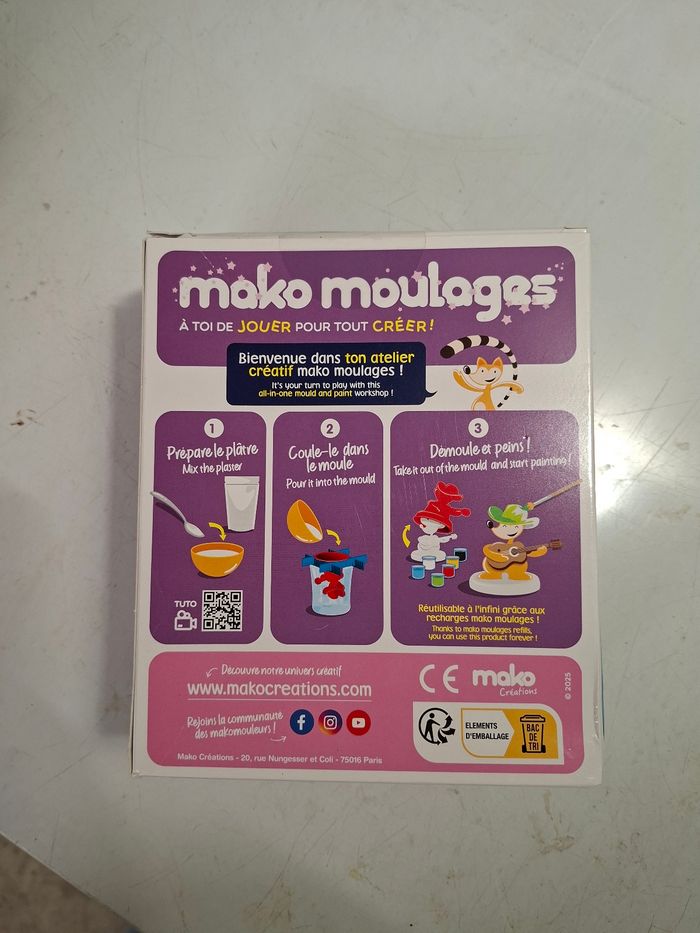 mako moulages
À TOI DE JOUER POUR TOUT CRÉER !
Bienvenue dans ton atelier
créatif mako moulages !
It's your turn to play with this
all-in-one mould and paint workshop !
1
Prépare le plâtre
Mix the plaster
TUTO
2
Coule-le dans
le moule
Pour it into the mould
3
Démoule et peins !
Take it out of the mould and start painting !
Réutilisable à l'infini grâce aux
recharges mako moulages !
Thanks to mako moulages refills,
you can use this product forever !
Découvre notre univers créatif
www.makocreations.com
Rejoins la communauté
des makomouleurs !
Mako Créations - 20, rue Nungesser et Coli - 75016 Paris
CE
mako
Créations
© 2025
ELEMENTS
D'EMBALLAGE
BAC
DE
TRI